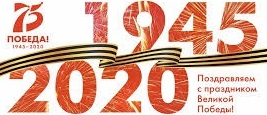 75
ПОБЕДА!
1945-2020
1945
2020
Поздравляем
с праздником
Великой
Победы!